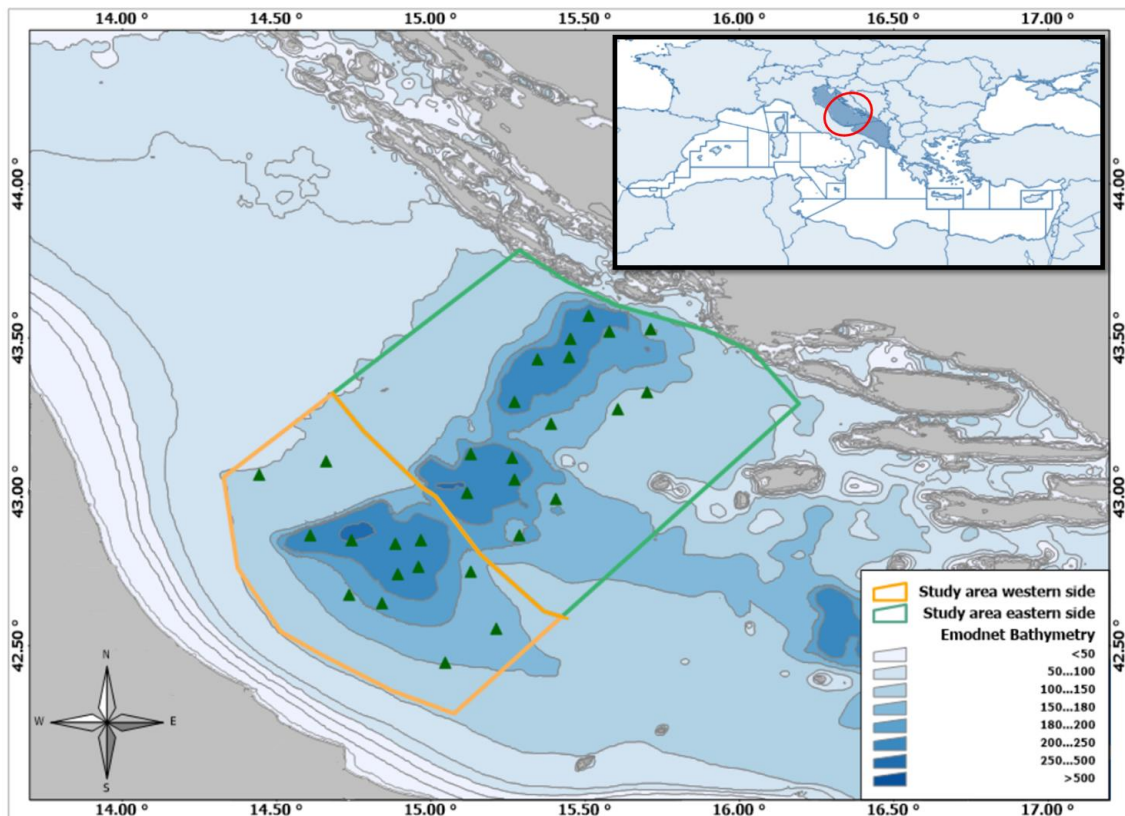 14.00 ° 14.50 ° 15.00 ° 15.50 ° 16.00 ° 16.50 ° 17.00 °
44.00 ° 44.00 °
43.50 ° 43.50 °
43.00 ° 43.00 °
42.50 ° 42.50 °
N
W E
S
Study area western side
Study area eastern side
Emodnet Bathymetry
<50
50...100
100...150
150...180
180...200
200...250
250...500
>500
14.00 ° 14.50 ° 15.00 ° 15.50 ° 16.00 ° 16.50 ° 17.00 °